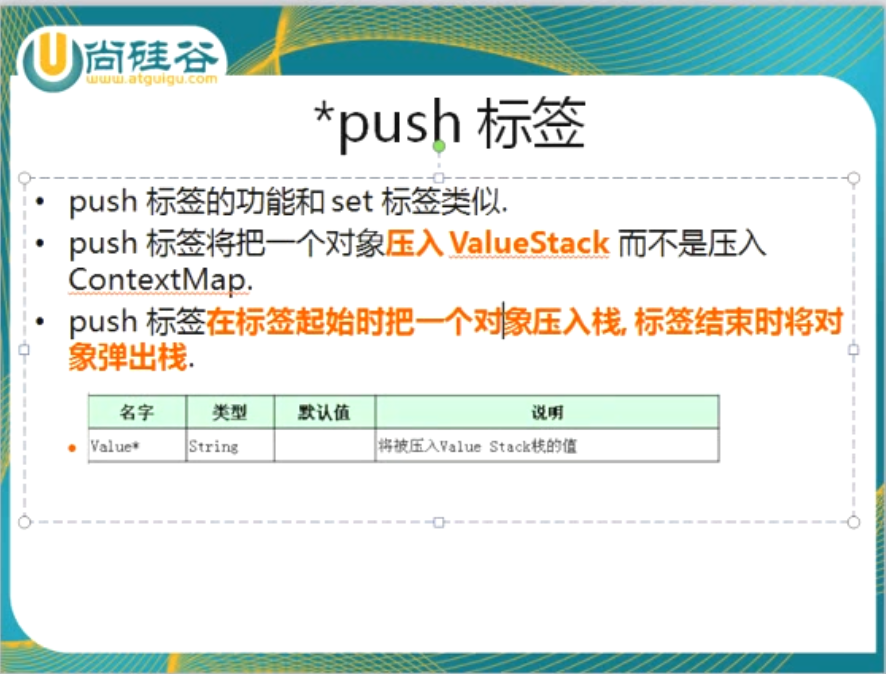 尚硅谷
www.atguigu.com
*push 标签
• push 标签的功能和 set 标签类似.
• push 标签将把一个对象压入 ValueStack 而不是压入
ContextMap.
• push 标签在标签起始时把一个对象压入栈, 标签结束时将对
象弹出栈.
名字 类型 默认值 说明
• Value* String 将被压入Value Stack栈的值